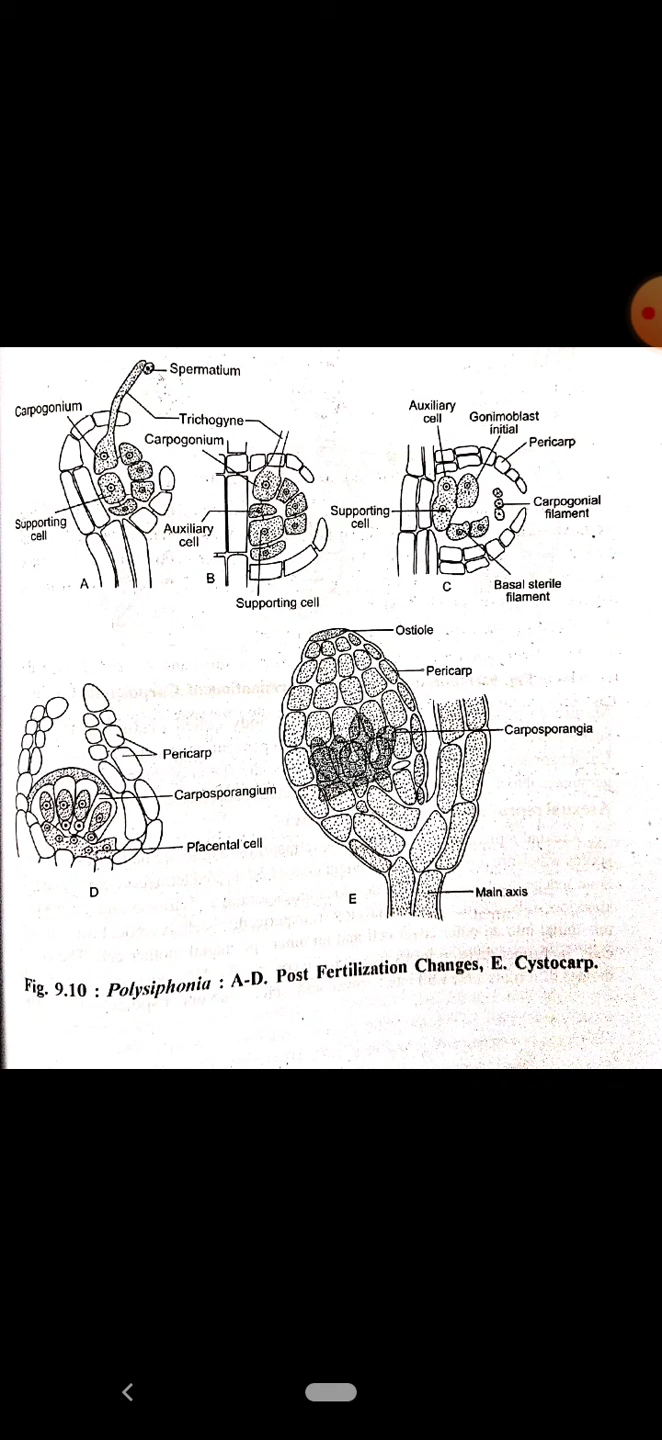 Spermatium
Carpogonium
Trichogyne
Carpogonium
Supporting
cell
Auxiliary
cell
A
B
Supporting cell
Auxiliary
cell
Gonimoblast
initial
Pericarp
Supporting
cell
Carpogonial
filament
C
Basal sterile
filament
Ostiole
Pericarp
Carposporangia
Pericarp
Carposporangium
Placental cell
D
E
Main axis
Fig. 9.10 : Polysiphonia : A-D. Post Fertilization Changes, E. Cystocarp.